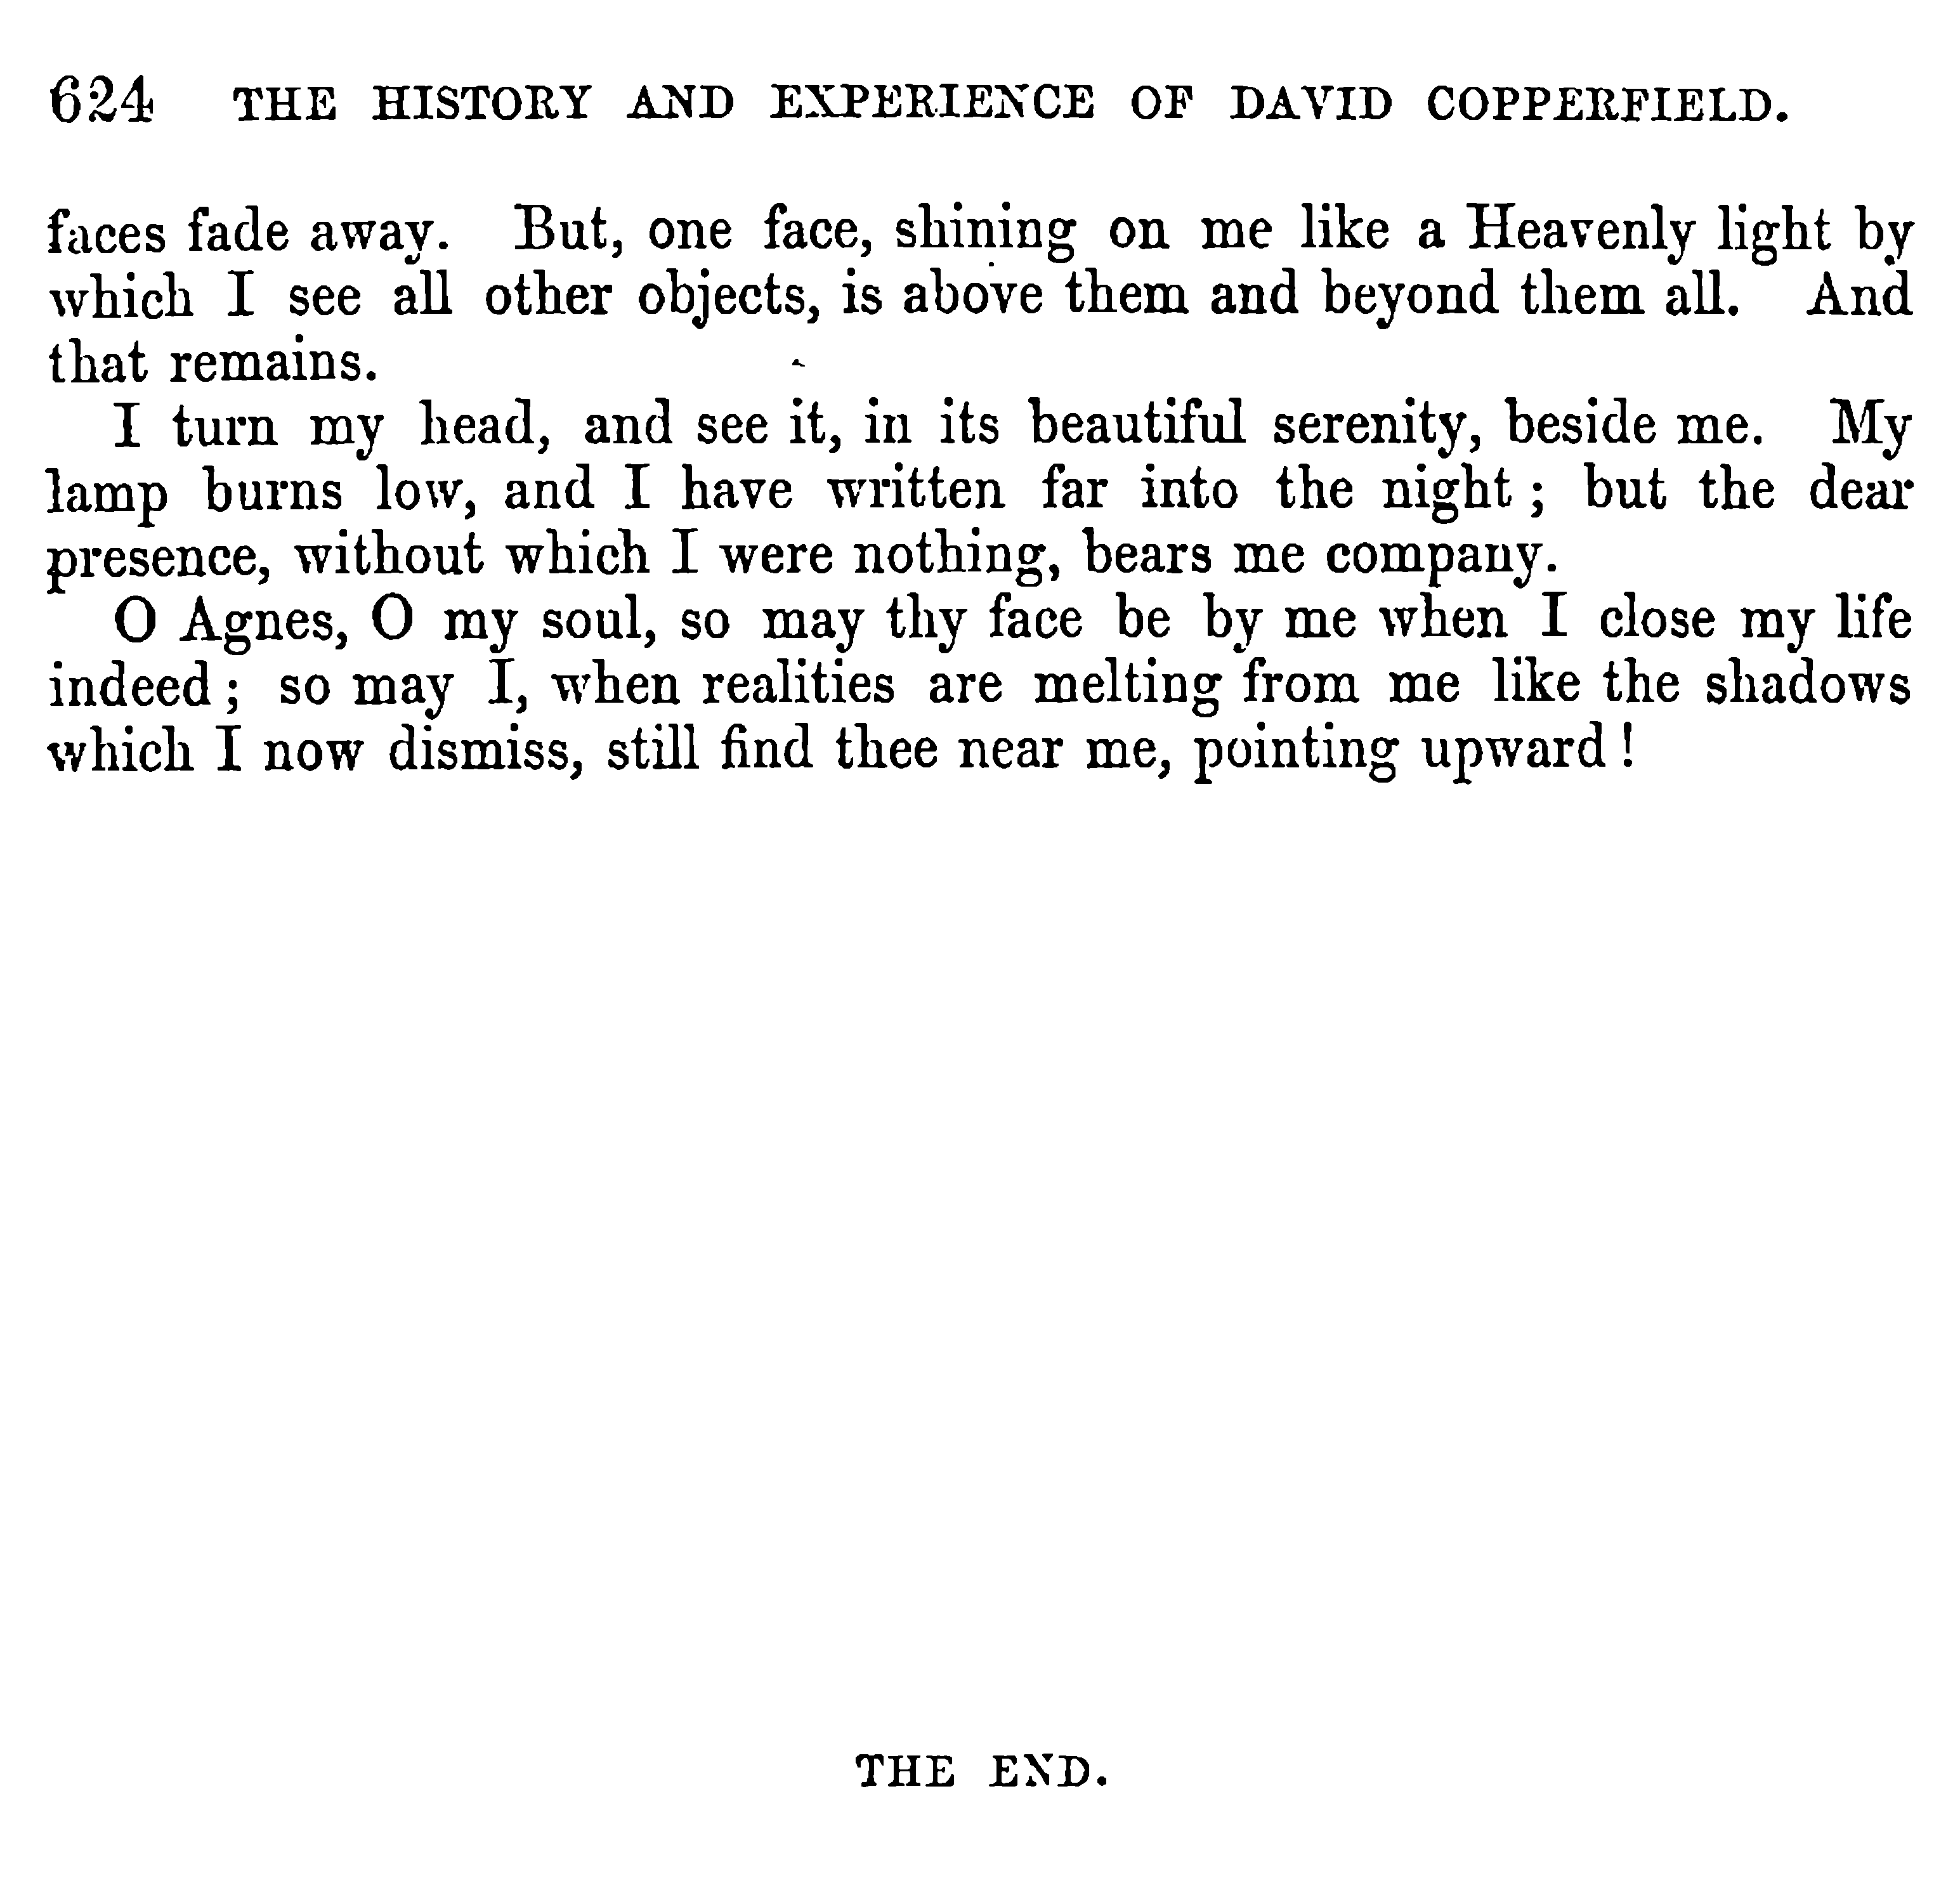 624 THE HISTORY AND EXPERIENCE OF DAVID COPPERFIELD.
faces fade away. But, one face, shining on me like a Heavenly light by
which I see all other objects, is above them and beyond them all. And
that remains.
I turn my head, and see it, in its beautiful serenity, beside me. My
lamp burns low, and I have written far into the night ; but the dear
presence, without which I were nothing, bears me company.
O Agnes, O my soul, so may thy face be by me when I close my life
indeed ; so may I, when realities are melting from me like the shadows
which I now dismiss, still find thee near me, pointing upward !
THE END.